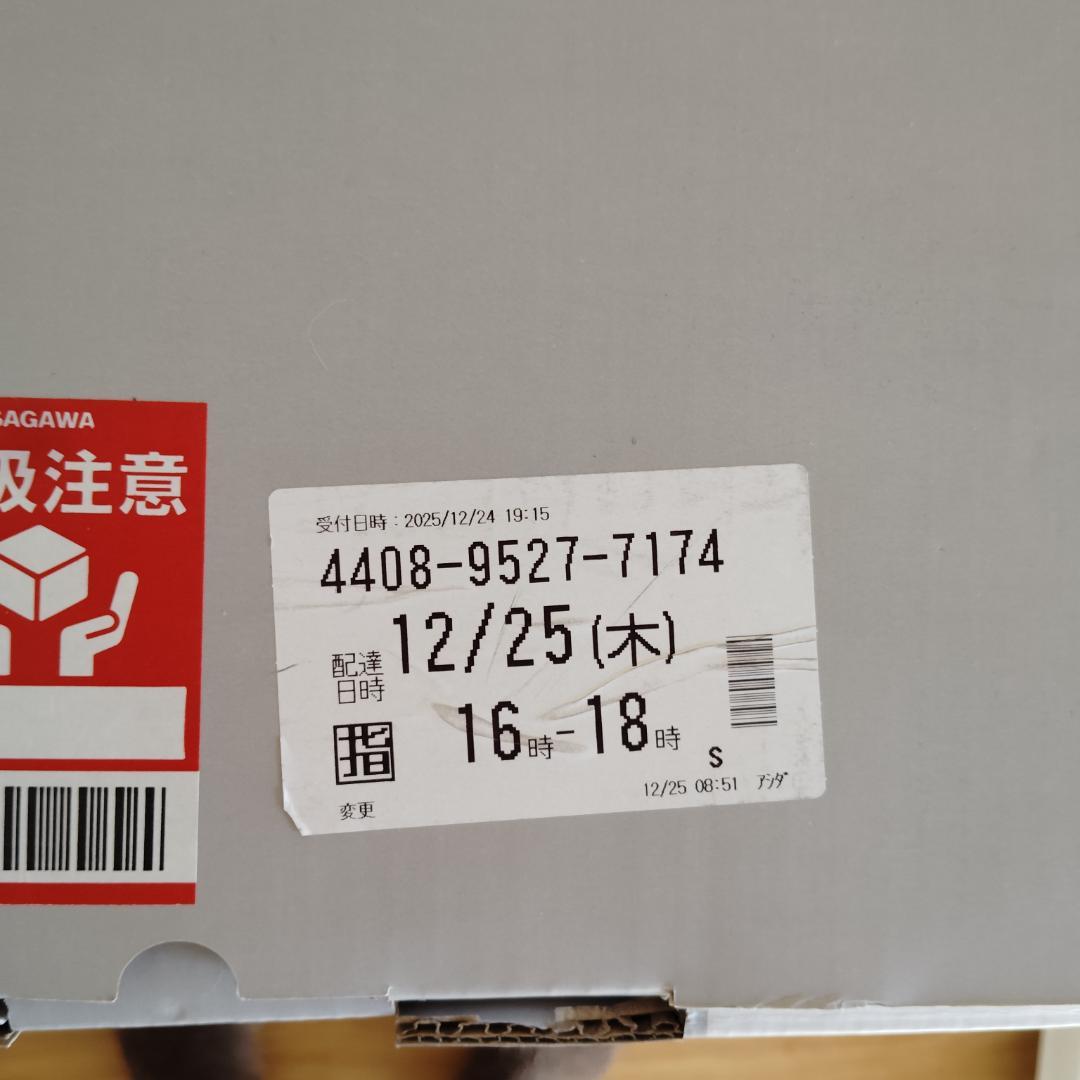 SAGAWA
扱注意
受付日時：2025/12/24 19:15
4408-9527-7174
配達日時 12/25(木)
16時-18時
指
S
変更
12/25 08:51 ｱｼﾀﾞ